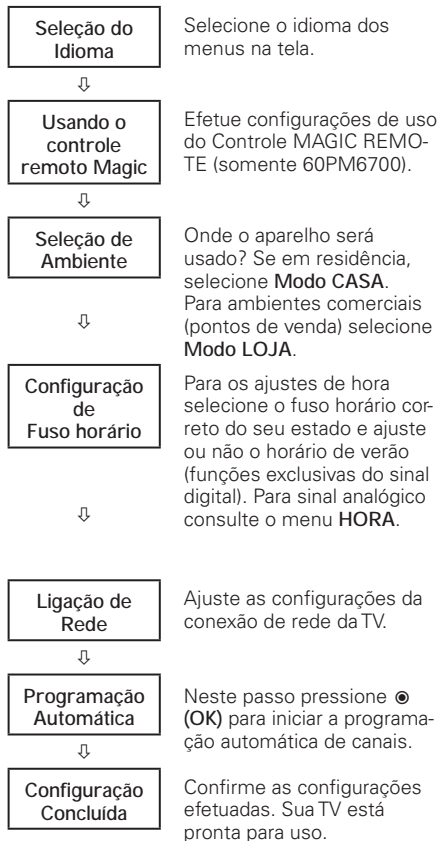 Seleção do
Idioma
Selecione o idioma dos
menus na tela.
⇩
Usando o
controle
remoto Magic
Efetue configurações de uso
do Controle MAGIC REMO-
TE (somente 60PM6700).
⇩
Seleção de
Ambiente
Onde o aparelho será
usado? Se em residência,
selecione Modo CASA.
Para ambientes comerciais
(pontos de venda) selecione
Modo LOJA.
⇩
Configuração
de
Fuso horário
Para os ajustes de hora
selecione o fuso horário cor-
reto do seu estado e ajuste
ou não o horário de verão
(funções exclusivas do sinal
digital). Para sinal analógico
consulte o menu HORA.
⇩
Ligação de
Rede
Ajuste as configurações da
conexão de rede da TV.
⇩
Programação
Automática
Neste passo pressione ◉
(OK) para iniciar a programa-
ção automática de canais.
⇩
Configuração
Concluída
Confirme as configurações
efetuadas. Sua TV está
pronta para uso.